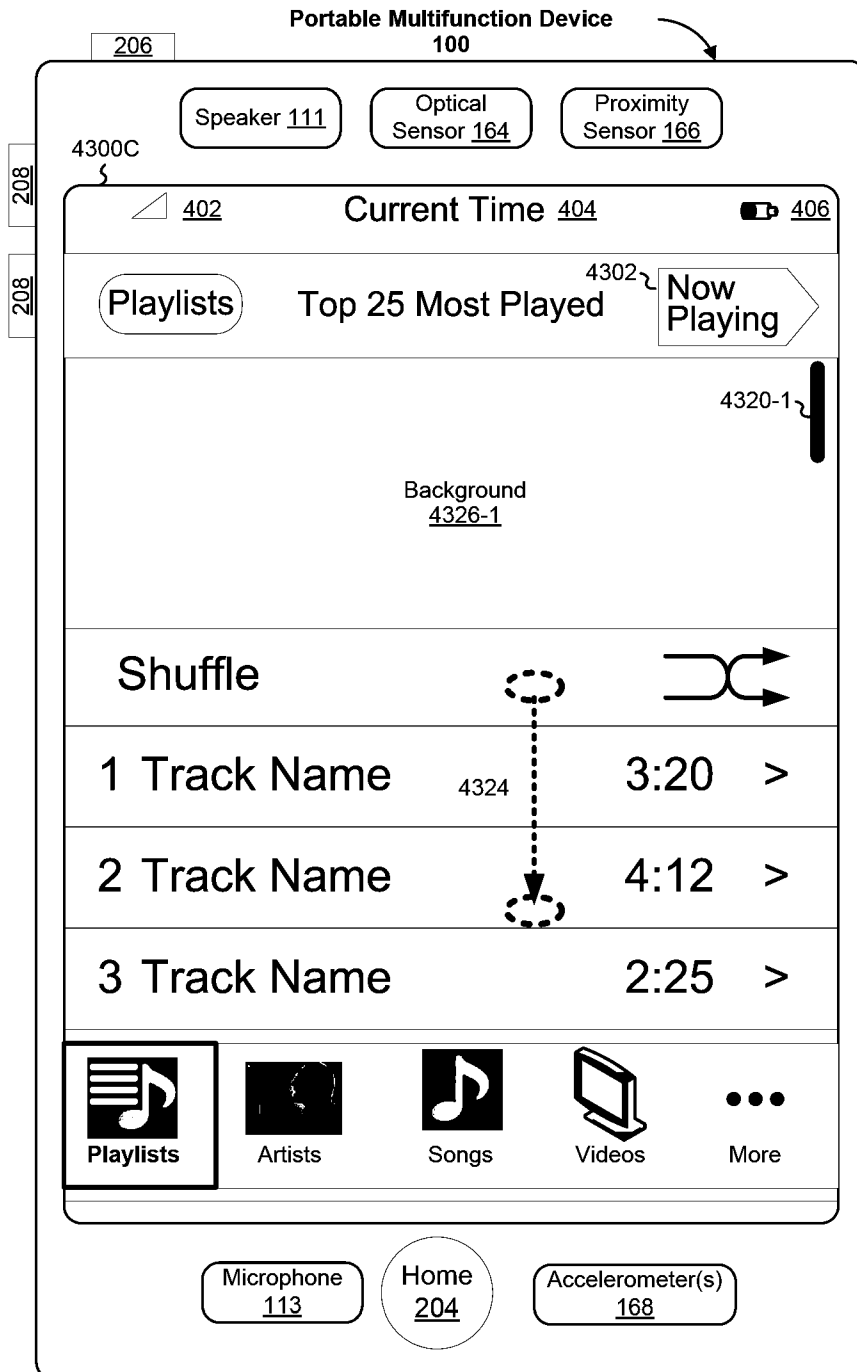 Portable Multifunction Device
100
206
Speaker 111
Optical
Sensor 164
Proximity
Sensor 166
4300C
208
208
402
Current Time 404
406
Playlists
Top 25 Most Played
4302
Now
Playing
4320-1
Background
4326-1
Shuffle
1 Track Name
3:20 >
4324
2 Track Name
4:12 >
3 Track Name
2:25 >
Playlists
Artists
Songs
Videos
More
Microphone
113
Home
204
Accelerometer(s)
168